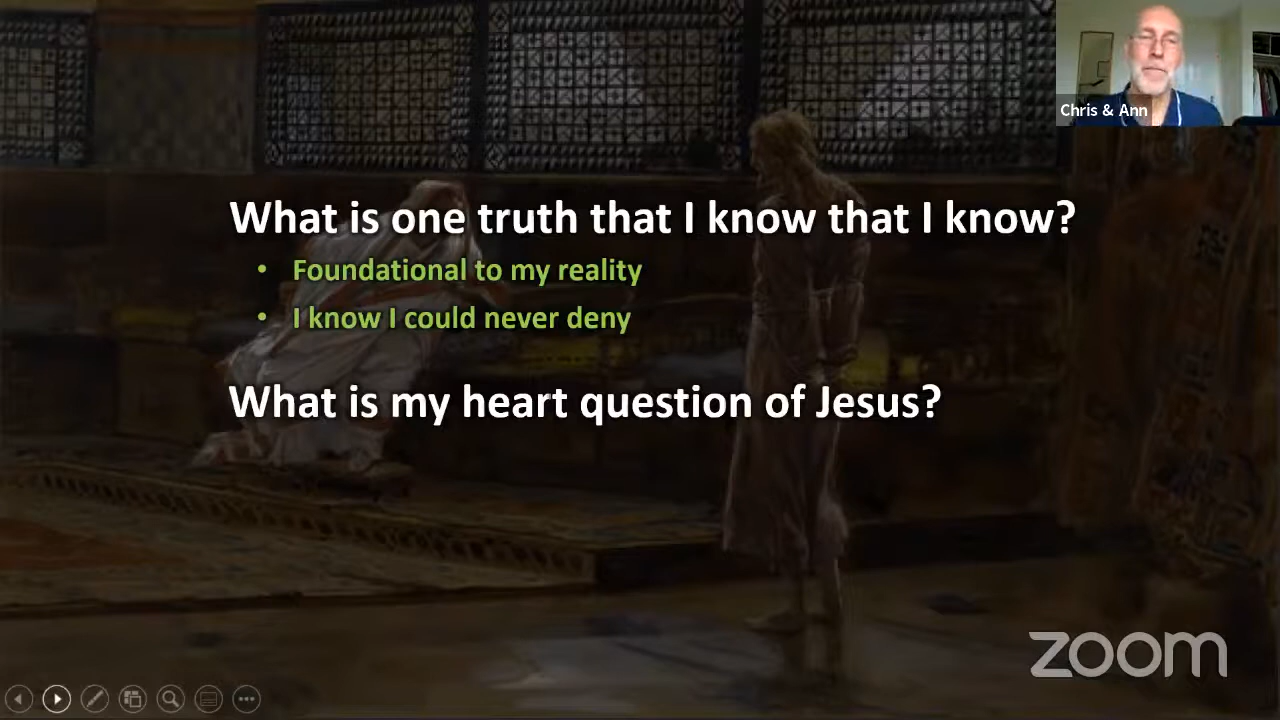 Chris & Ann
What is one truth that I know that I know?
• Foundational to my reality
• I know I could never deny
What is my heart question of Jesus?
zoom